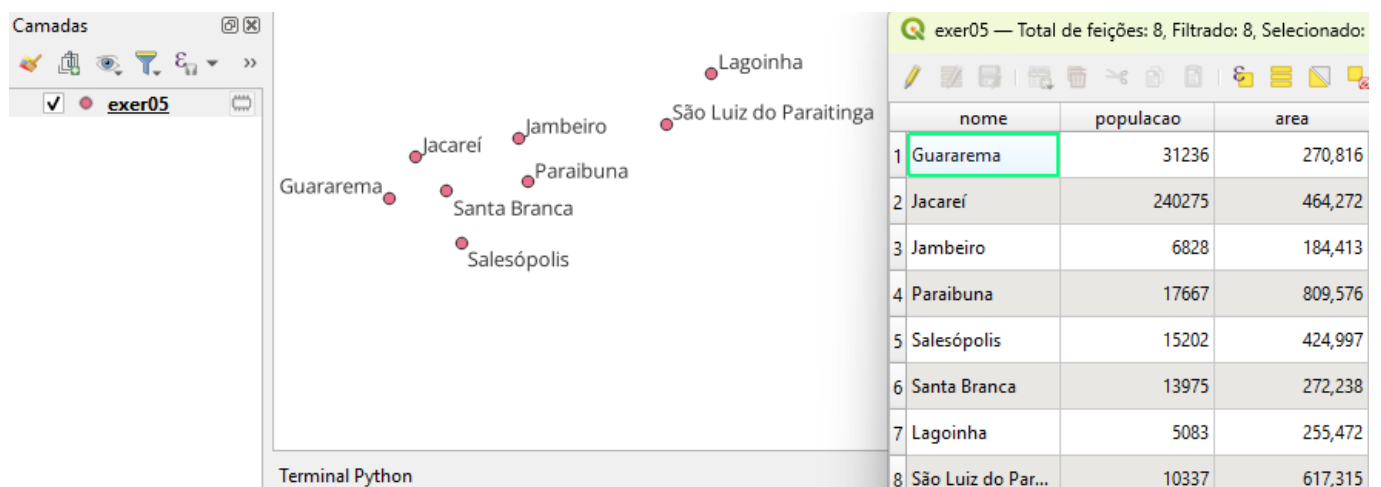 Camadas
exer05
Lagoinha
São Luiz do Paraitinga
Jambeiro
Jacareí
Paraibuna
Guararema
Santa Branca
Salesópolis
Terminal Python
exer05 — Total de feições: 8, Filtrado: 8, Selecionado:
nome populacao area
1 Guararema 31236 270,816
2 Jacareí 240275 464,272
3 Jambeiro 6828 184,413
4 Paraibuna 17667 809,576
5 Salesópolis 15202 424,997
6 Santa Branca 13975 272,238
7 Lagoinha 5083 255,472
8 São Luiz do Par... 10337 617,315